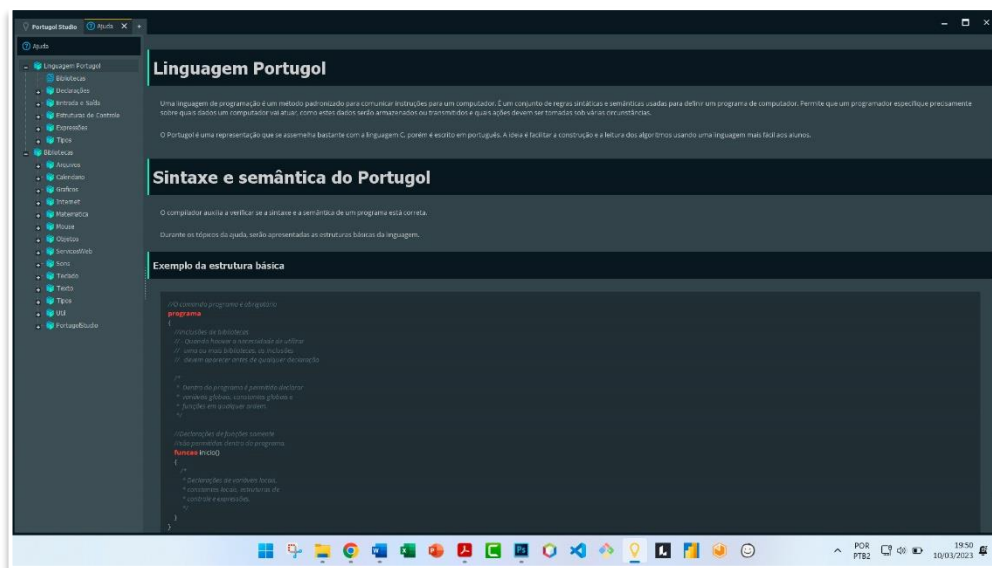 Portugol Studio
Ajuda
Ajuda
Linguagem Portugol
Bibliotecas
Declarações
Entrada e Saída
Estruturas de Controle
Expressões
Tipos
Bibliotecas
Arquivos
Calendario
Graficos
Internet
Matematica
Mouse
Objetos
ServicosWeb
Sons
Teclado
Texto
Tipos
Util
PortugolStudio
Linguagem Portugol
Uma linguagem de programação é um método padronizado para comunicar instruções para um computador. É um conjunto de regras sintáticas e semânticas usadas para definir um programa de computador. Permite que um programador especifique precisamente
sobre quais dados um computador vai atuar, como estes dados serão armazenados ou transmitidos e quais ações devem ser tomadas sob várias circunstâncias.
O Portugol é uma representação que se assemelha bastante com a linguagem C, porém é escrito em português. A ideia é facilitar a construção e a leitura dos algoritmos usando uma linguagem mais fácil aos alunos.
Sintaxe e semântica do Portugol
O compilador auxilia a verificar se a sintaxe e a semântica de um programa está correta.
Durante os tópicos da ajuda, serão apresentadas as estruturas básicas da linguagem.
Exemplo da estrutura básica
//O comando programa é obrigatório
programa
{
//Inclusões de bibliotecas
// Quando houver a necessidade de utilizar
// uma ou mais bibliotecas, as inclusões
// devem aparecer antes de qualquer declaração
/*
* Dentro do programa é permitido declarar
* variáveis globais, constantes globais e
* funções em qualquer ordem.
*/
//Declarações de funções somente
//são permitidas dentro do programa.
funcao inicio()
{
/*
* Declarações de variáveis locais,
* constantes locais, estruturas de
* controle e expressões.
*/
}
}
POR
PTB2
19:50
10/03/2023